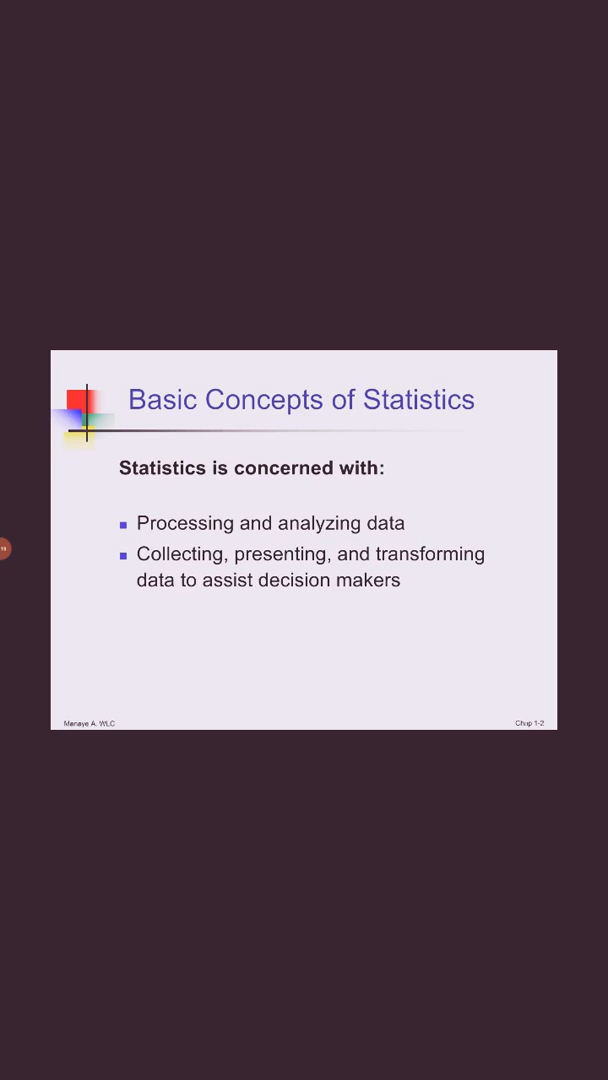 Basic Concepts of Statistics
Statistics is concerned with:
Processing and analyzing data
Collecting, presenting, and transforming
data to assist decision makers
Manaye A. WLC
Chap 1-2